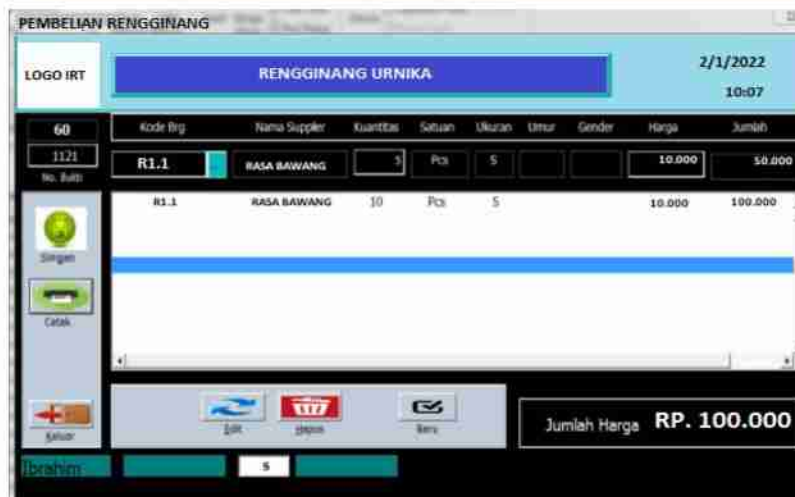 PEMBELIAN RENGGINANG
LOGO IRT
RENGGINANG URNIKA
2/1/2022
10:07
60 Kode Brg Nama Supplier Kuantitas Satuan Ukuran Umur Gender Harga Jumlah
1121 R1.1 RASA BAWANG 5 Pcs S 10.000 50.000
No. Bukti
R1.1 RASA BAWANG 10 Pcs S 10.000 100.000
Simpan
Cetak
Keluar
Edit Hapus Baru
Jumlah Harga RP. 100.000
Ibrahim S